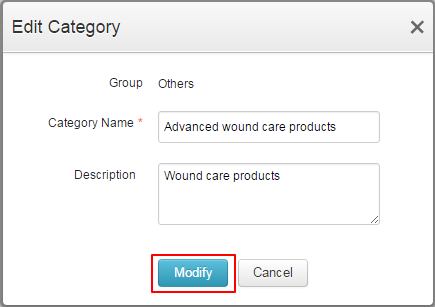 Edit Category
Group Others
Category Name * Advanced wound care products
Description Wound care products
Modify Cancel